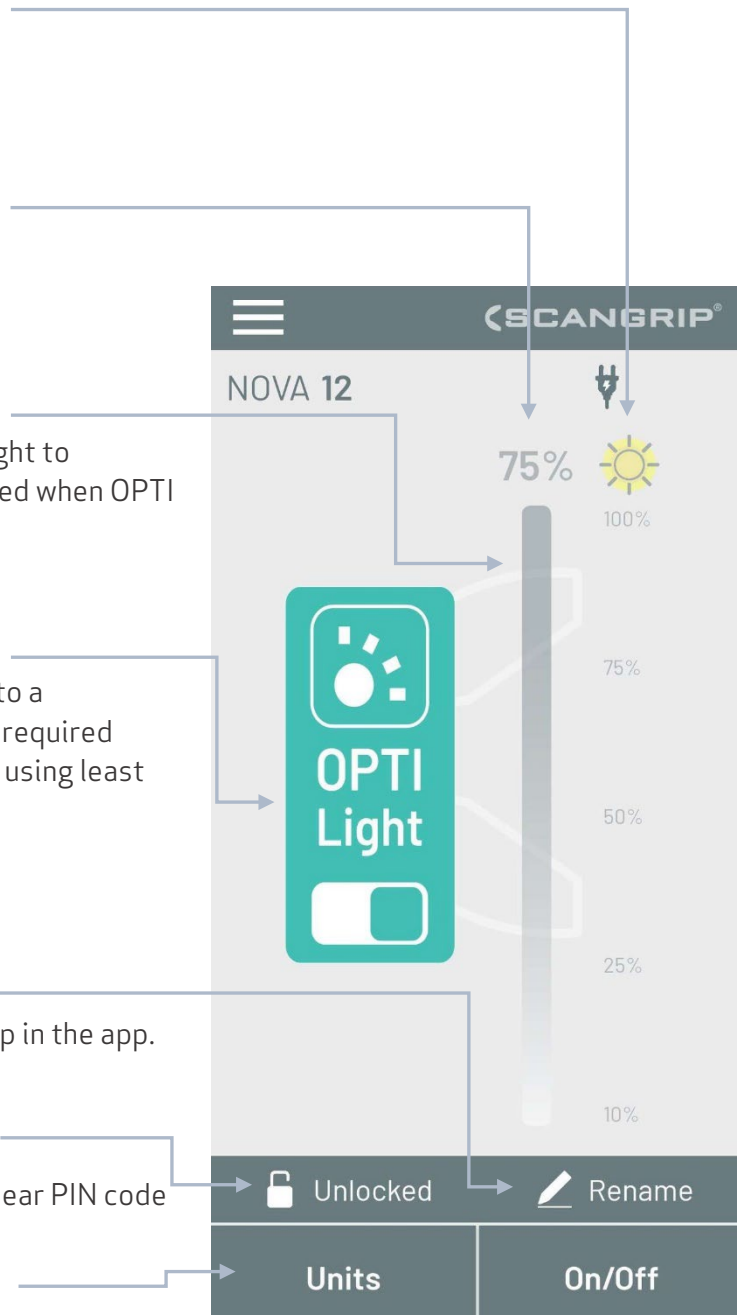 SCANGRIP®
NOVA 12
75%
100%
75%
50%
25%
10%
OPTI
Light
ght to
ed when OPTI
to a
required
using least
p in the app.
ear PIN code
Unlocked
Rename
Units
On/Off